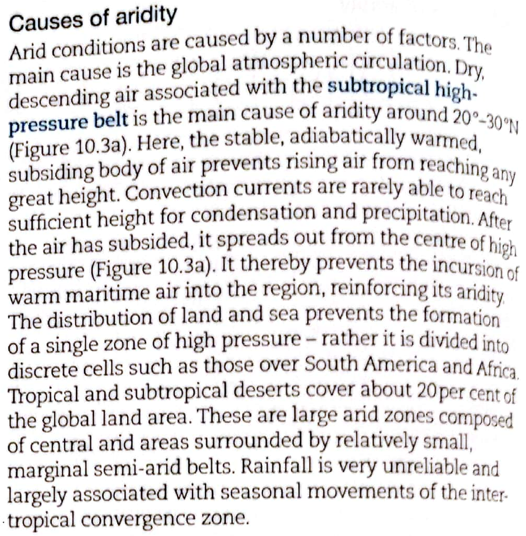 Causes of aridity
Arid conditions are caused by a number of factors. The
main cause is the global atmospheric circulation. Dry,
descending air associated with the subtropical high-
pressure belt is the main cause of aridity around 20°–30°N
(Figure 10.3a). Here, the stable, adiabatically warmed,
subsiding body of air prevents rising air from reaching any
great height. Convection currents are rarely able to reach
sufficient height for condensation and precipitation. After
the air has subsided, it spreads out from the centre of high
pressure (Figure 10.3a). It thereby prevents the incursion of
warm maritime air into the region, reinforcing its aridity.
The distribution of land and sea prevents the formation
of a single zone of high pressure – rather it is divided into
discrete cells such as those over South America and Africa.
Tropical and subtropical deserts cover about 20 per cent of
the global land area. These are large arid zones composed
of central arid areas surrounded by relatively small,
marginal semi-arid belts. Rainfall is very unreliable and
largely associated with seasonal movements of the inter-
tropical convergence zone.